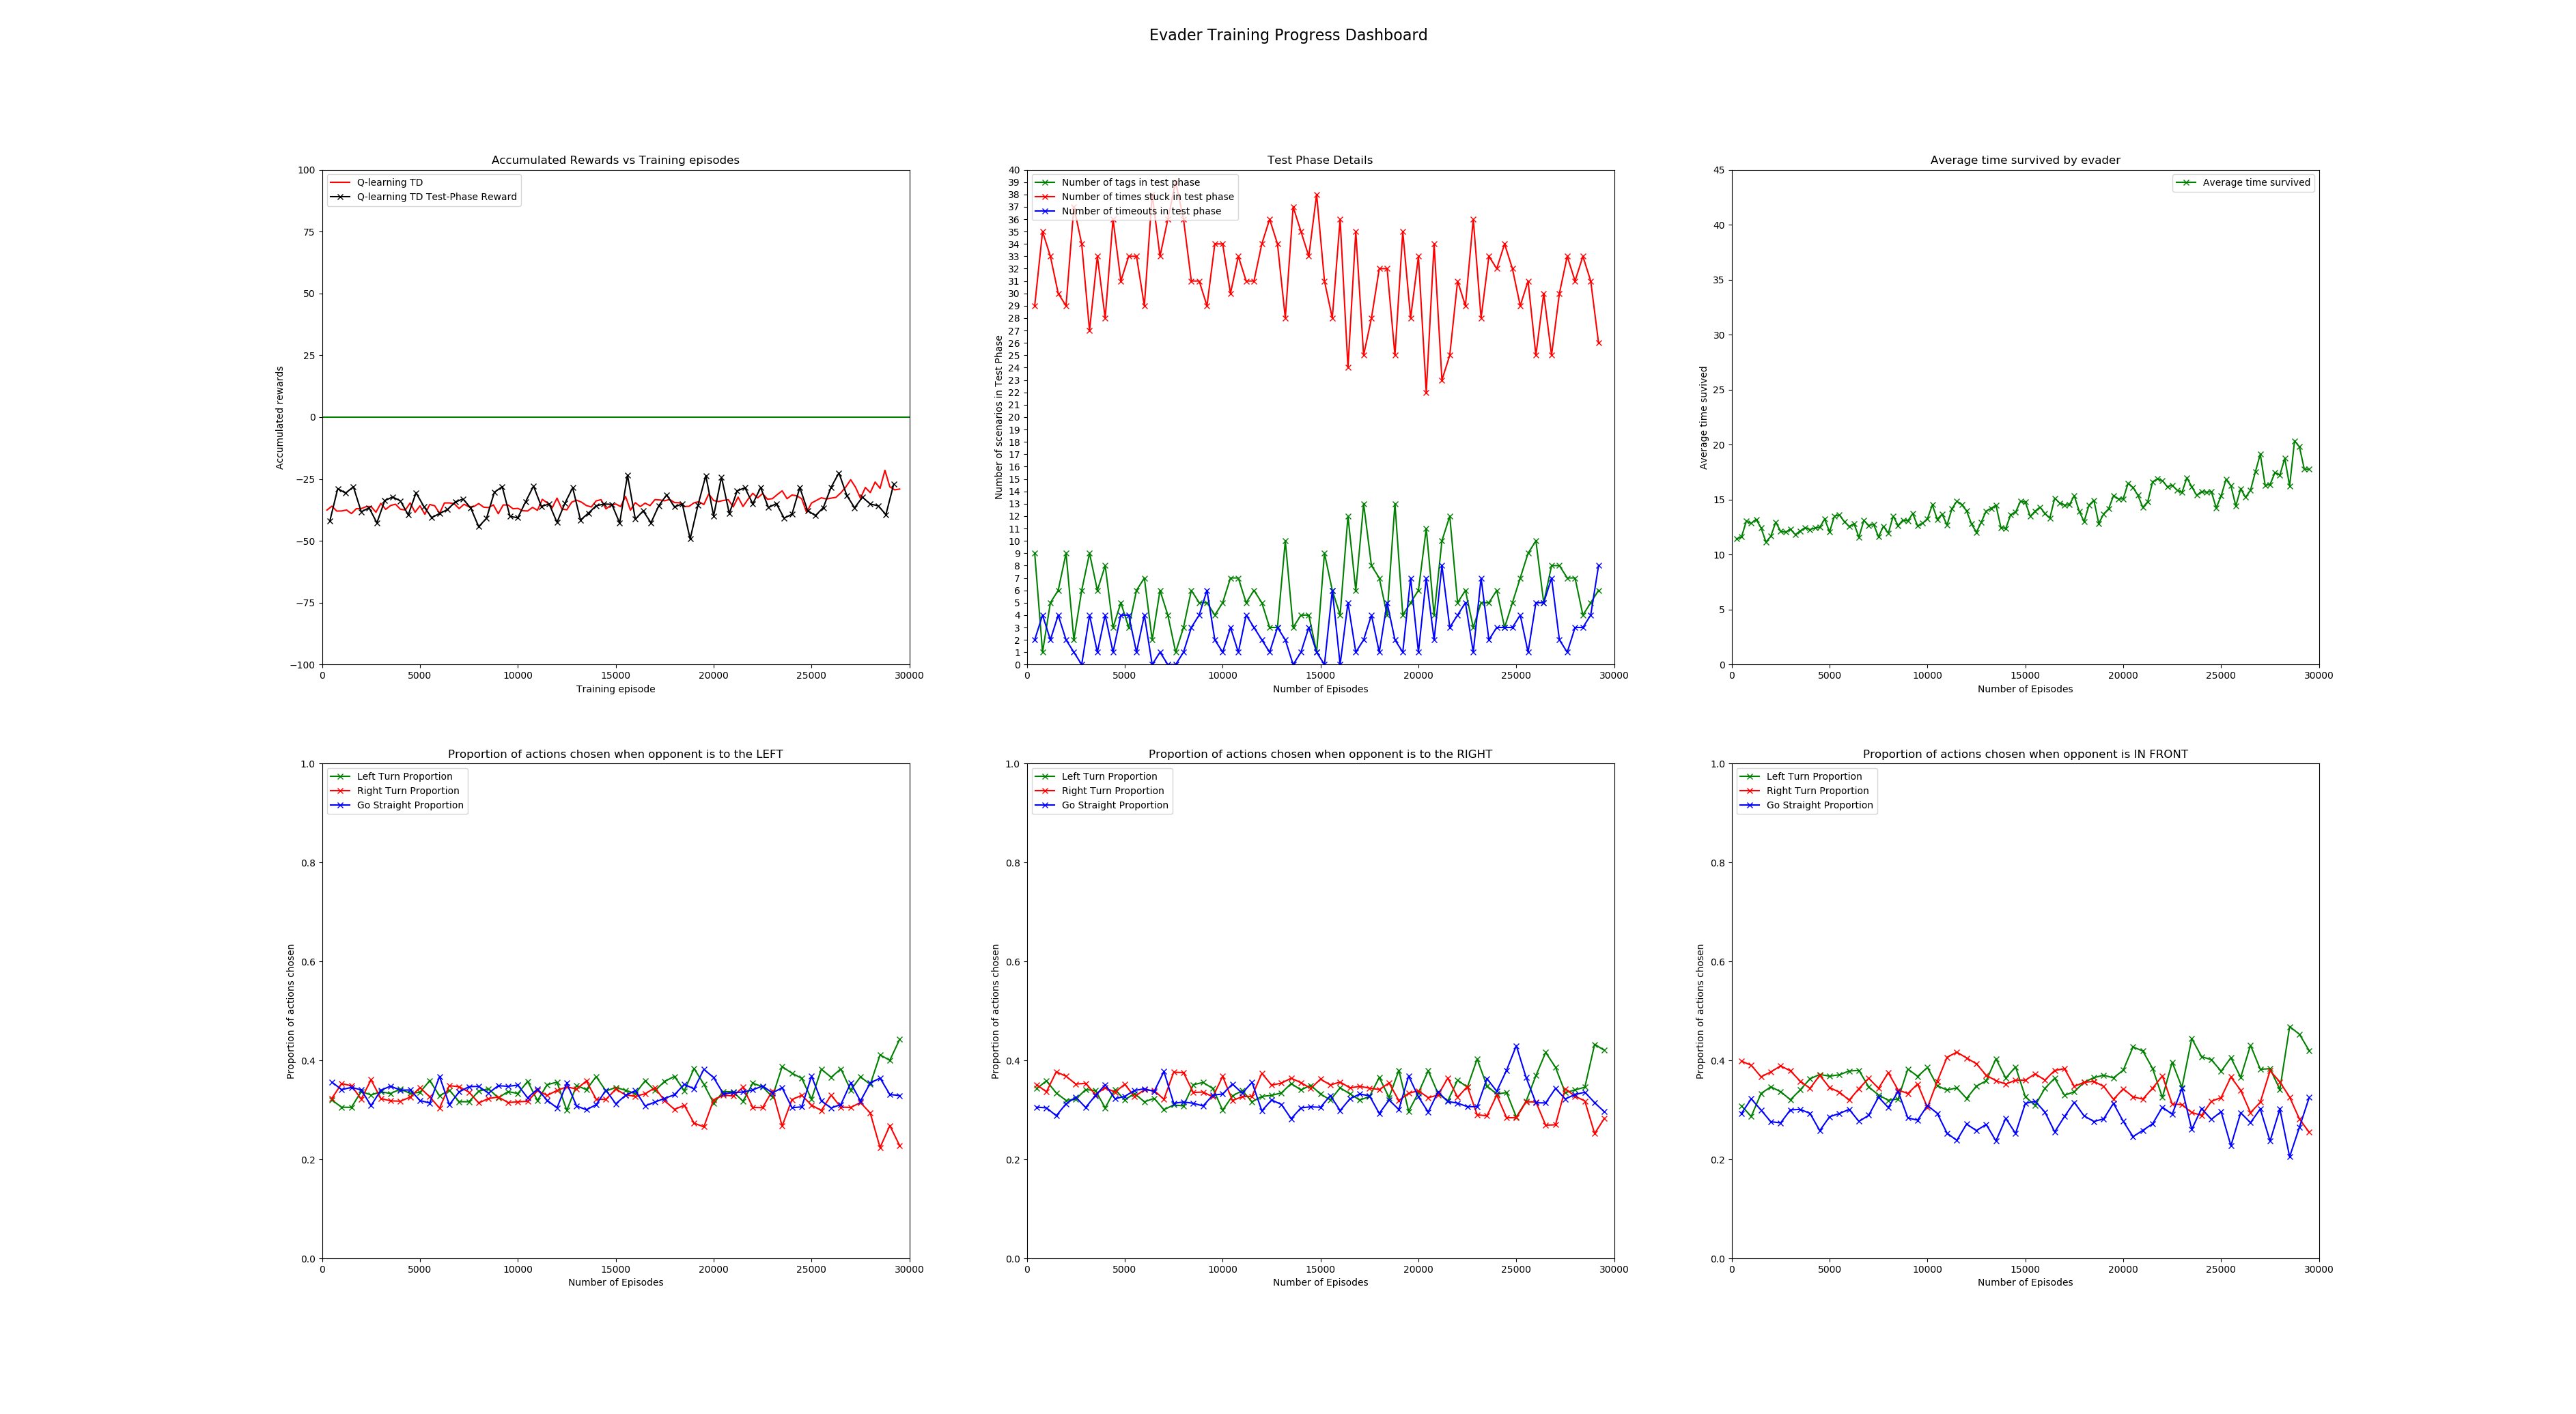 Evader Training Progress Dashboard
Accumulated Rewards vs Training episodes
Q-learning TD
Q-learning TD Test-Phase Reward
100
75
50
25
0
−25
−50
−75
−100
Accumulated rewards
0 5000 10000 15000 20000 25000 30000
Training episode
Test Phase Details
Number of tags in test phase
Number of times stuck in test phase
Number of timeouts in test phase
40
39
38
37
36
35
34
33
32
31
30
29
28
27
26
25
24
23
22
21
20
19
18
17
16
15
14
13
12
11
10
9
8
7
6
5
4
3
2
1
0
Number of scenarios in Test Phase
0 5000 10000 15000 20000 25000 30000
Number of Episodes
Average time survived by evader
Average time survived
45
40
35
30
25
20
15
10
5
0
Average time suvived
0 5000 10000 15000 20000 25000 30000
Number of Episodes
Proportion of actions chosen when opponent is to the LEFT
Left Turn Proportion
Right Turn Proportion
Go Straight Proportion
1.0
0.8
0.6
0.4
0.2
0.0
Proportion of actions chosen
0 5000 10000 15000 20000 25000 30000
Number of Episodes
Proportion of actions chosen when opponent is to the RIGHT
Left Turn Proportion
Right Turn Proportion
Go Straight Proportion
1.0
0.8
0.6
0.4
0.2
0.0
Proportion of actions chosen
0 5000 10000 15000 20000 25000 30000
Number of Episodes
Proportion of actions chosen when opponent is IN FRONT
Left Turn Proportion
Right Turn Proportion
Go Straight Proportion
1.0
0.8
0.6
0.4
0.2
0.0
Proportion of actions chosen
0 5000 10000 15000 20000 25000 30000
Number of Episodes